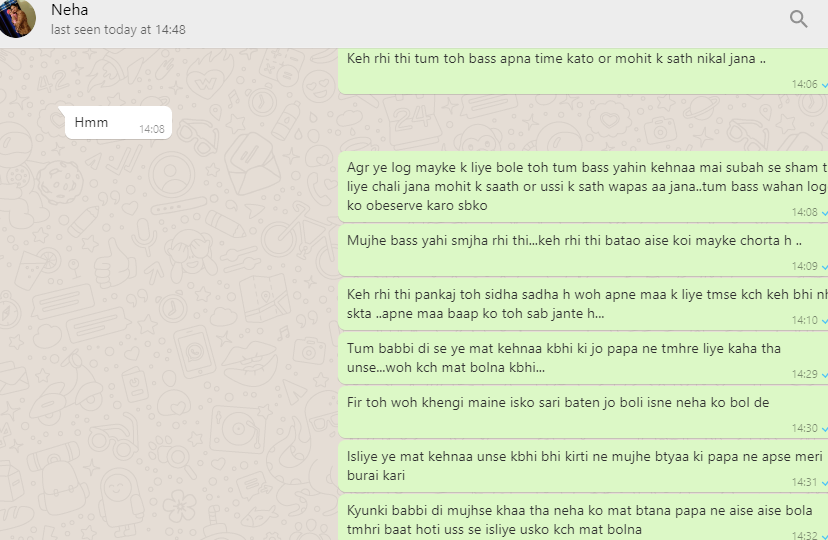 Neha
last seen today at 14:48
Keh rhi thi tum toh bass apna time kato or mohit k sath nikal jana ..
14:06
Hmm
14:08
Agr ye log mayke k liye bole toh tum bass yahin kehnaa mai subah se sham t
liye chali jana mohit k saath or ussi k sath wapas aa jana..tum bass wahan log
ko obeserve karo sbko
14:08
Mujhe bass yahi smjha rhi thi...keh rhi thi batao aise koi mayke chorta h ..
14:09
Keh rhi thi pankaj toh sidha sadha h woh apne maa k liye tmse kch keh bhi nh
skta ..apne maa baap ko toh sab jante h...
14:10
Tum babbi di se ye mat kehnaa kbhi ki jo papa ne tmhre liye kaha tha
unse...woh kch mat bolna kbhi...
14:29
Fir toh woh khengi maine isko sari baten jo boli isne neha ko bol de
14:30
Isliye ye mat kehnaa unse kbhi bhi kirti ne mujhe btyaa ki papa ne apse meri
burai kari
14:31
Kyunki babbi di mujhse khaa tha neha ko mat btana papa ne aise aise bola
tmhri baat hoti uss se isliye usko kch mat bolna
14:32